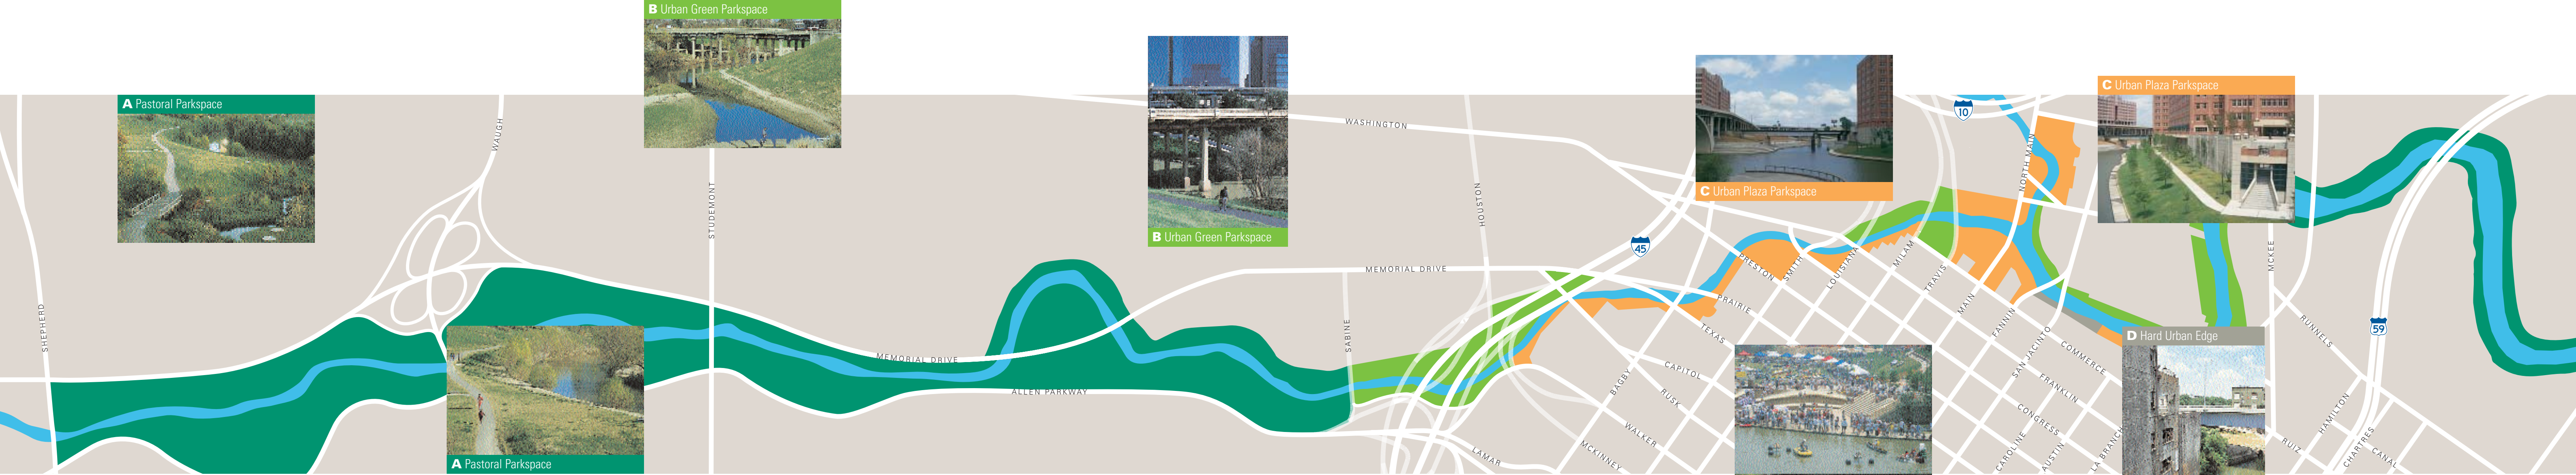 B Urban Green Parkspace
A Pastoral Parkspace
C Urban Plaza Parkspace
10
WAUGH
WASHINGTON
NORTH MAIN
C Urban Plaza Parkspace
STUDEMONT
HOUSTON
B Urban Green Parkspace
45
MCKEE
MEMORIAL DRIVE
PRESTON
SMITH
LOUISIANA
MILAM
TRAVIS
MAIN
FANNIN
SAN JACINTO
SHEPHERD
PRAIRIE
TEXAS
SABINE
59
RUNNELS
D Hard Urban Edge
COMMERCE
MEMORIAL DRIVE
ALLEN PARKWAY
CAPITOL
RUSK
BAGBY
FRANKLIN
CONGRESS
WALKER
MCKINNEY
LAMAR
CAROLINE
AUSTIN
LA BRANCH
HAMILTON
RUIZ
CHARTRES
CANAL
A Pastoral Parkspace